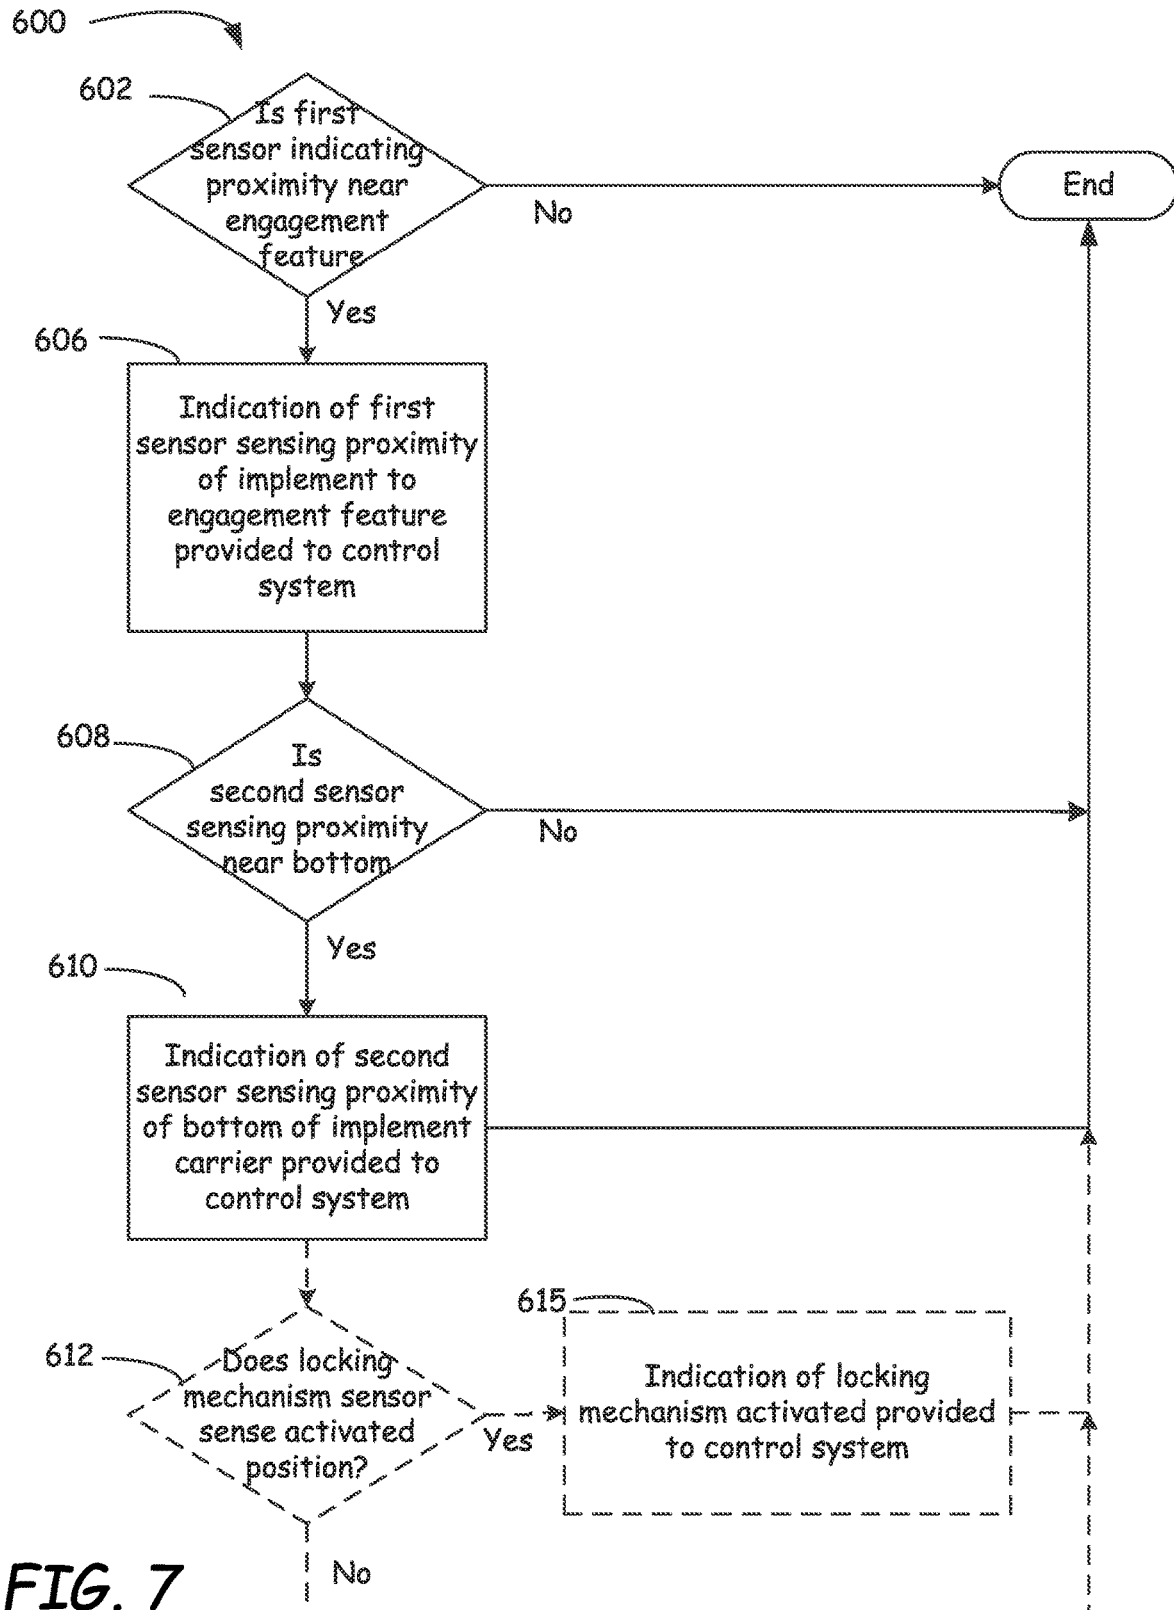 600
602
Is first
sensor indicating
proximity near
engagement
feature
End
No
Yes
606
Indication of first
sensor sensing proximity
of implement to
engagement feature
provided to control
system
608
Is
second sensor
sensing proximity
near bottom
No
Yes
610
Indication of second
sensor sensing proximity
of bottom of implement
carrier provided to
control system
612
Does locking
mechanism sensor
sense activated
position?
Yes
615
Indication of locking
mechanism activated provided
to control system
No
FIG. 7